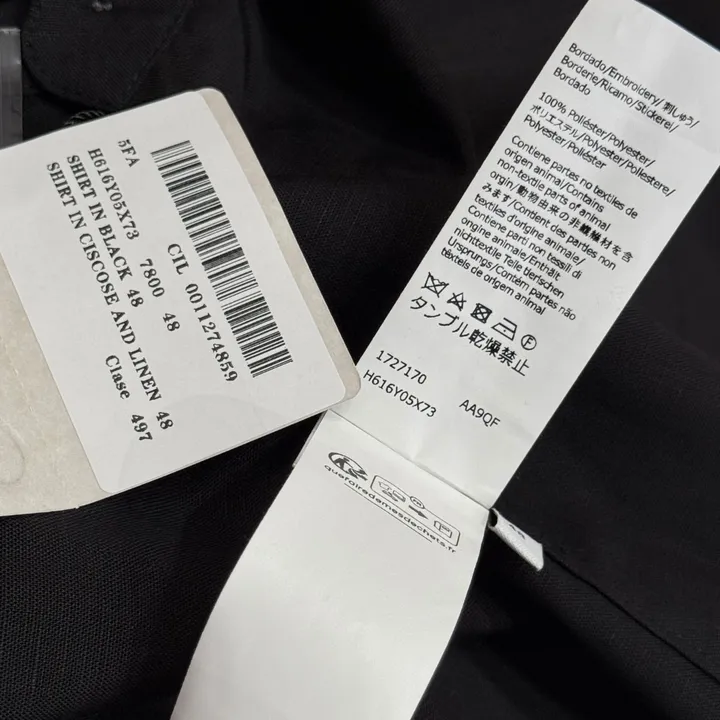 5FA
H616Y05X73 7800 48
SHIRT IN BLACK 48
SHIRT IN CISCOSE AND LINEN 48
Clase 497
CIL 0011274859
Bordado/Embroidery/刺しゅう/
Borderie/Ricamo/Stickerei/
Bordado
100% Poliéster/Polyester/
ポリエステル/Polyester/Poliestere/
Polyester/Poliéster
Contiene partes no textiles de
origen animal/Contains
non-textile parts of animal
orgin/動物由来の非繊維材を含
みます/Contient des parties non
textiles d'origine animale/
Contiene parti non tessili di
origine animale/Enthält
nichttextile Teile tierischen
Ursprungs/Contém partes não
têxteis de origem animal
タンブル乾燥禁止
1727170
H616Y05X73 AA9QF
quefairedemesdechets.fr